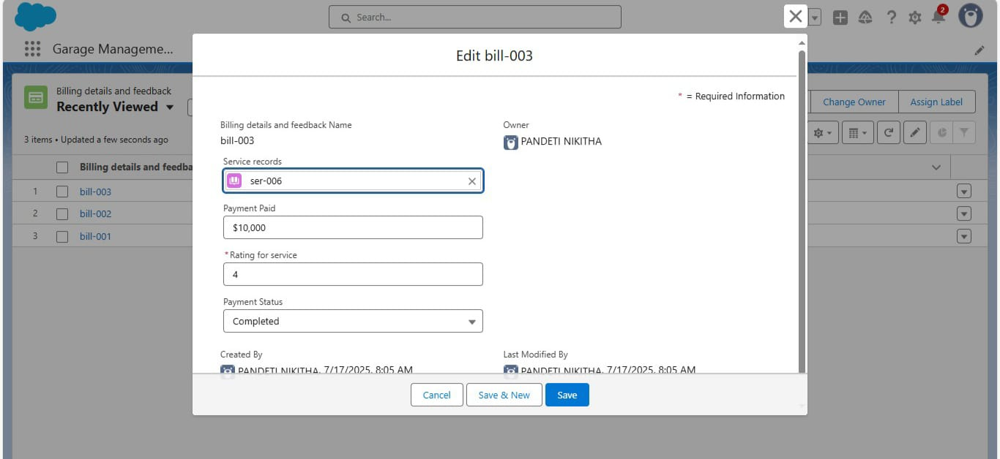 Search...
2
Garage Manageme...
Billing details and feedback
Recently Viewed
3 items • Updated a few seconds ago
Change Owner
Assign Label
Billing details and feedba
1 bill-003
2 bill-002
3 bill-001
Edit bill-003
* = Required Information
Billing details and feedback Name
bill-003
Owner
PANDETI NIKITHA
Service records
ser-006
Payment Paid
$10,000
*Rating for service
4
Payment Status
Completed
Created By
PANDETI NIKITHA, 7/17/2025, 8:05 AM
Last Modified By
PANDETI NIKITHA, 7/17/2025, 8:05 AM
Cancel
Save & New
Save